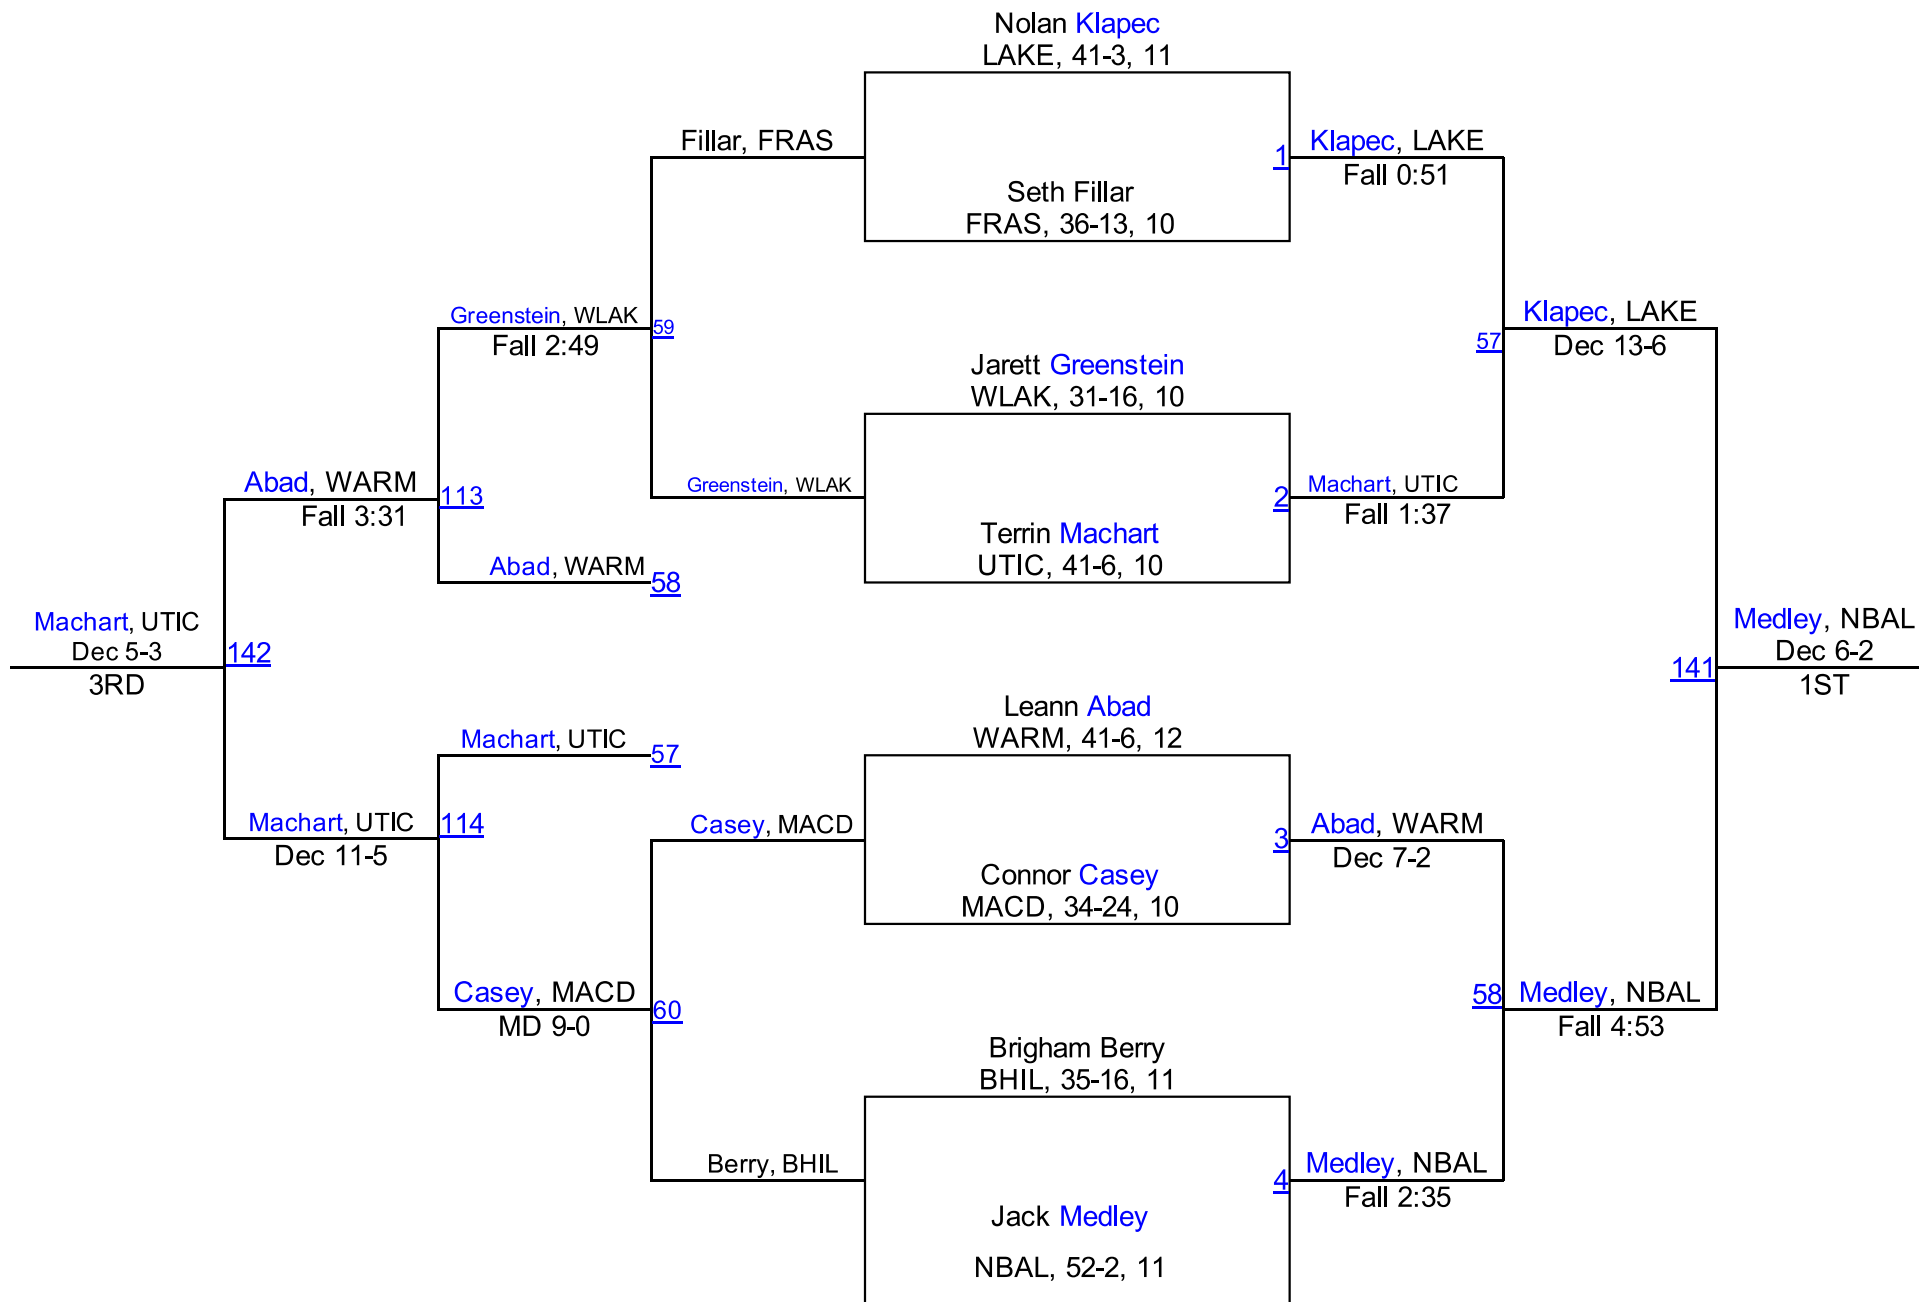 Nolan Klapec
LAKE, 41-3, 11
Fillar, FRAS
1
Klapec, LAKE
Fall 0:51
Seth Fillar
FRAS, 36-13, 10
Greenstein, WLAK
Fall 2:49
59
Klapec, LAKE
Dec 13-6
57
Jarett Greenstein
WLAK, 31-16, 10
Abad, WARM
Fall 3:31
113
Greenstein, WLAK
2
Machart, UTIC
Fall 1:37
Terrin Machart
UTIC, 41-6, 10
Abad, WARM
58
Machart, UTIC
Dec 5-3
3RD
142
141
Medley, NBAL
Dec 6-2
1ST
Leann Abad
WARM, 41-6, 12
Machart, UTIC
57
Machart, UTIC
Dec 11-5
114
Casey, MACD
3
Abad, WARM
Dec 7-2
Connor Casey
MACD, 34-24, 10
Casey, MACD
MD 9-0
60
58
Medley, NBAL
Fall 4:53
Brigham Berry
BHIL, 35-16, 11
Berry, BHIL
4
Medley, NBAL
Fall 2:35
Jack Medley
NBAL, 52-2, 11